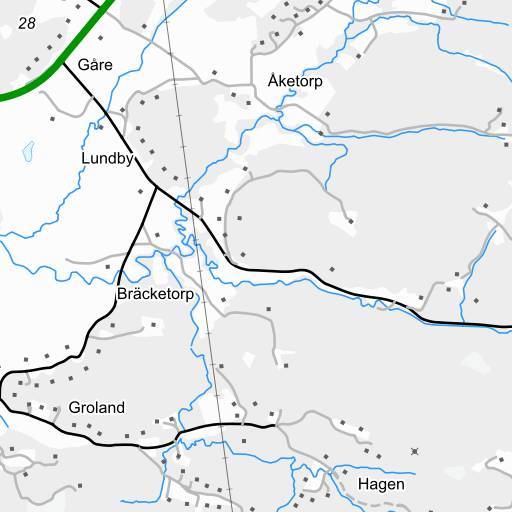 28
Gåre
Åketorp
Lundby
Bräcketorp
Groland
Hagen